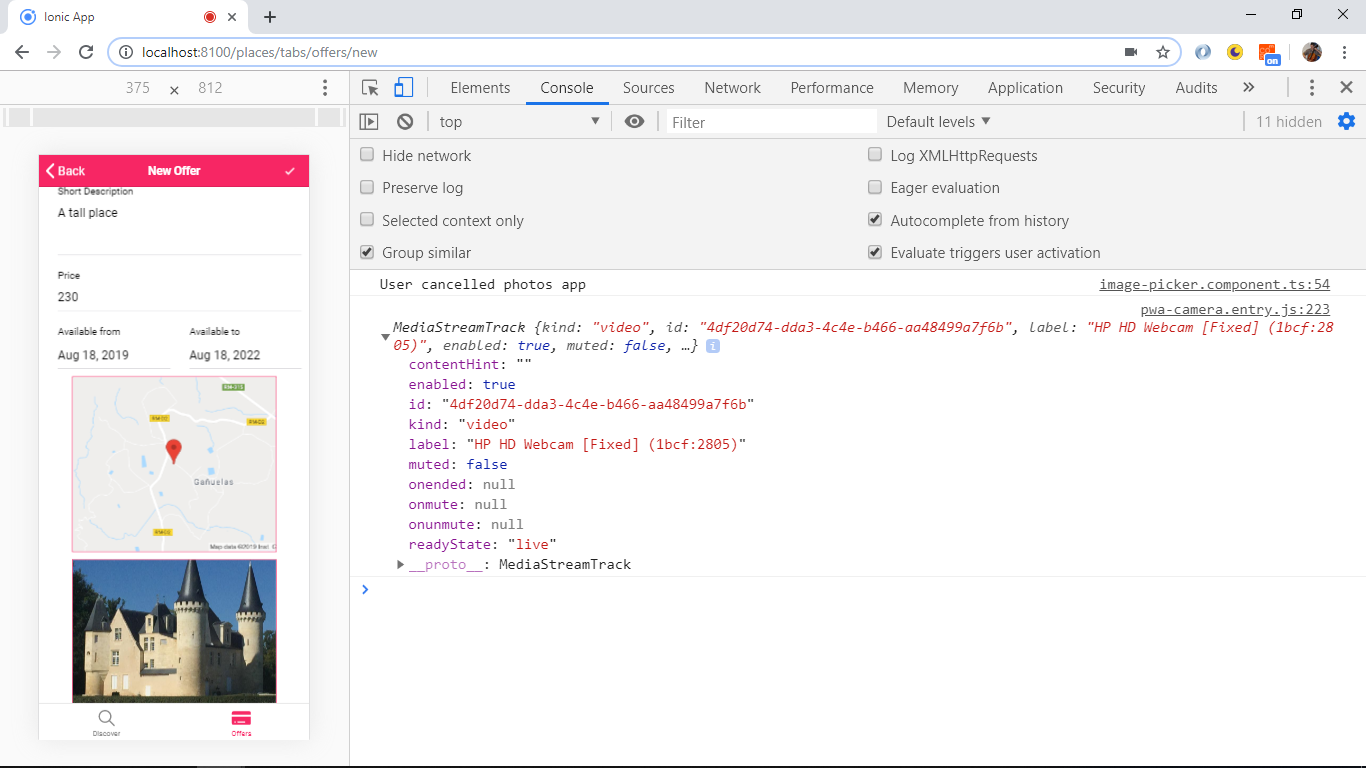 Ionic App
localhost:8100/places/tabs/offers/new
on
375 × 812
Elements Console Sources Network Performance Memory Application Security Audits »
top Filter Default levels 11 hidden
Hide network Log XMLHttpRequests
Preserve log Eager evaluation
Selected context only Autocomplete from history
Group similar Evaluate triggers user activation
Back New Offer
Short Description
A tall place
Price
230
Available from Available to
Aug 18, 2019 Aug 18, 2022
Gañuelas
Discover Offers
User cancelled photos app image-picker.component.ts:54
pwa-camera.entry.js:223
MediaStreamTrack {kind: "video", id: "4df20d74-dda3-4c4e-b466-aa48499a7f6b", label: "HP HD Webcam [Fixed] (1bcf:28
05)", enabled: true, muted: false, …} i
contentHint: ""
enabled: true
id: "4df20d74-dda3-4c4e-b466-aa48499a7f6b"
kind: "video"
label: "HP HD Webcam [Fixed] (1bcf:2805)"
muted: false
onended: null
onmute: null
onunmute: null
readyState: "live"
__proto__: MediaStreamTrack